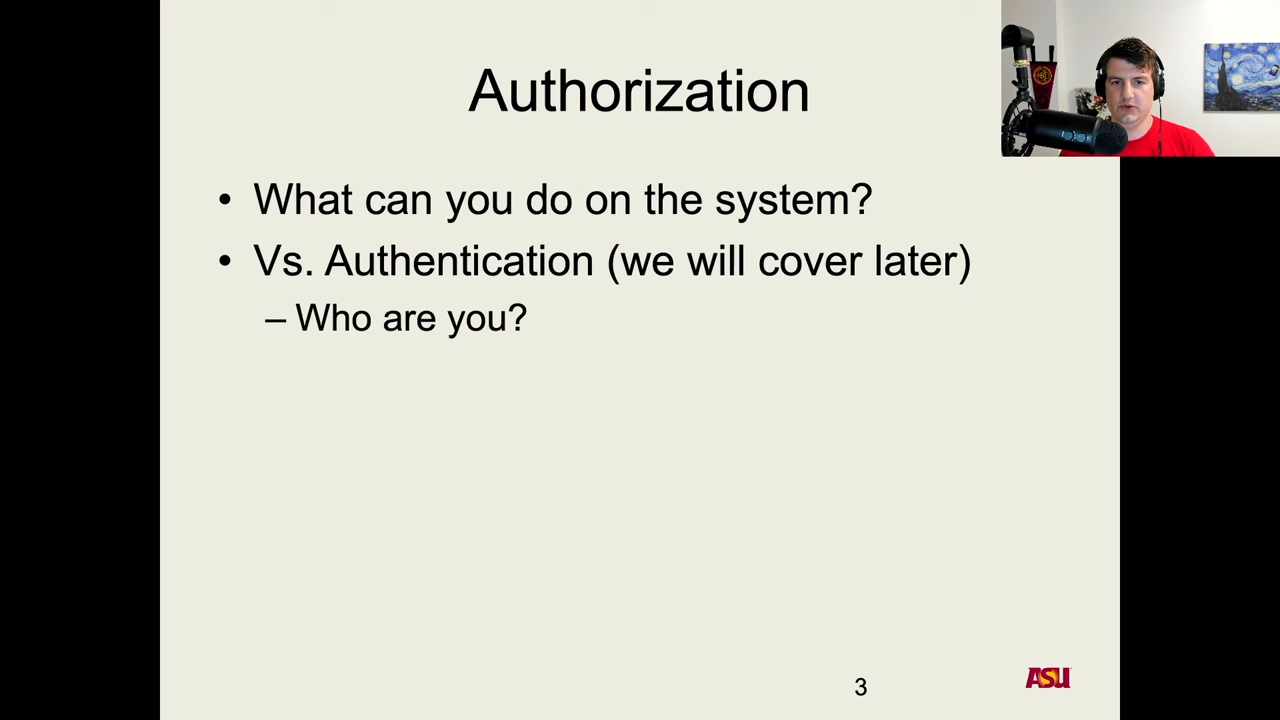 Authorization
• What can you do on the system?
• Vs. Authentication (we will cover later)
– Who are you?
3
ASU